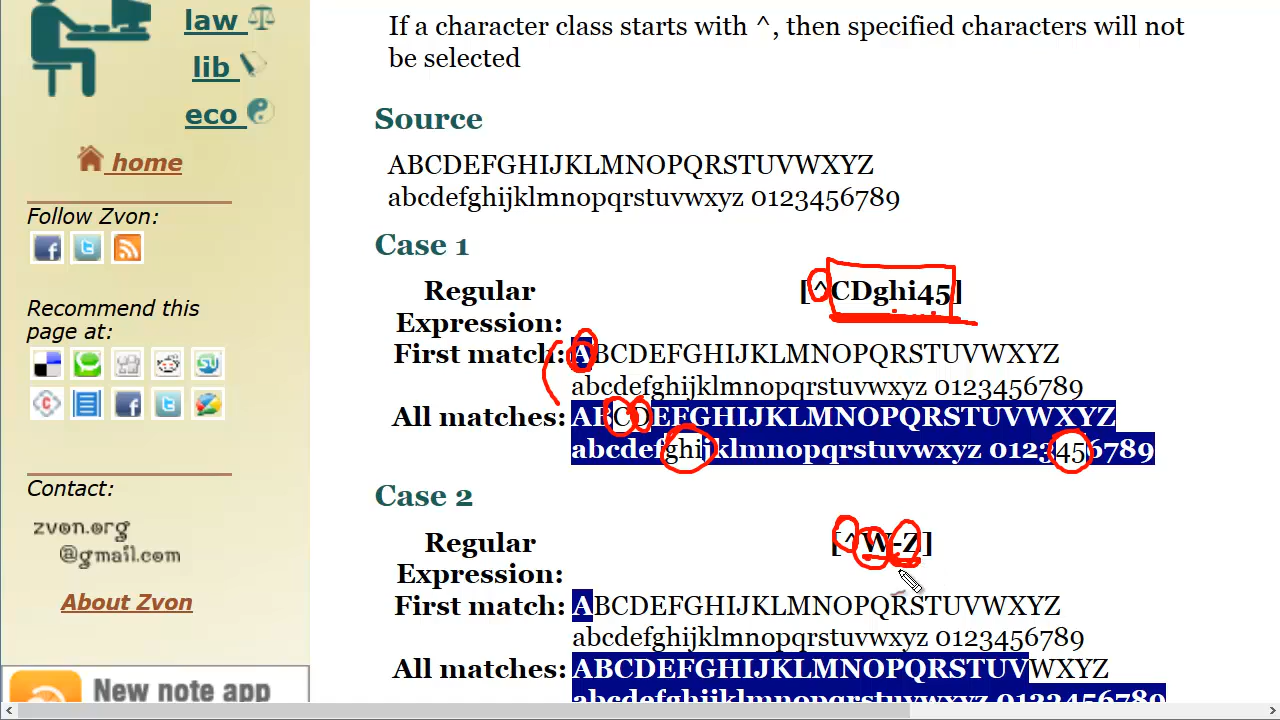 law
lib
eco
home
Follow Zvon:
Recommend this
page at:
Contact:
zvon.org
@gmail.com
About Zvon
New note app
If a character class starts with ^, then specified characters will not
be selected
Source
ABCDEFGHIJKLMNOPQRSTUVWXYZ
abcdefghijklmnopqrstuvwxyz 0123456789
Case 1
Regular Expression: [^CDghi45]
First match: ABCDEFGHIJKLMNOPQRSTUVWXYZ
abcdefghijklmnopqrstuvwxyz 0123456789
All matches: ABCDEFGHIJKLMNOPQRSTUVWXYZ
abcdefghijklmnopqrstuvwxyz 0123456789
Case 2
Regular Expression: [^W-Z]
First match: ABCDEFGHIJKLMNOPQRSTUVWXYZ
abcdefghijklmnopqrstuvwxyz 0123456789
All matches: ABCDEFGHIJKLMNOPQRSTUVWXYZ
abcdefghijklmnopqrstuvwxyz 0123456789